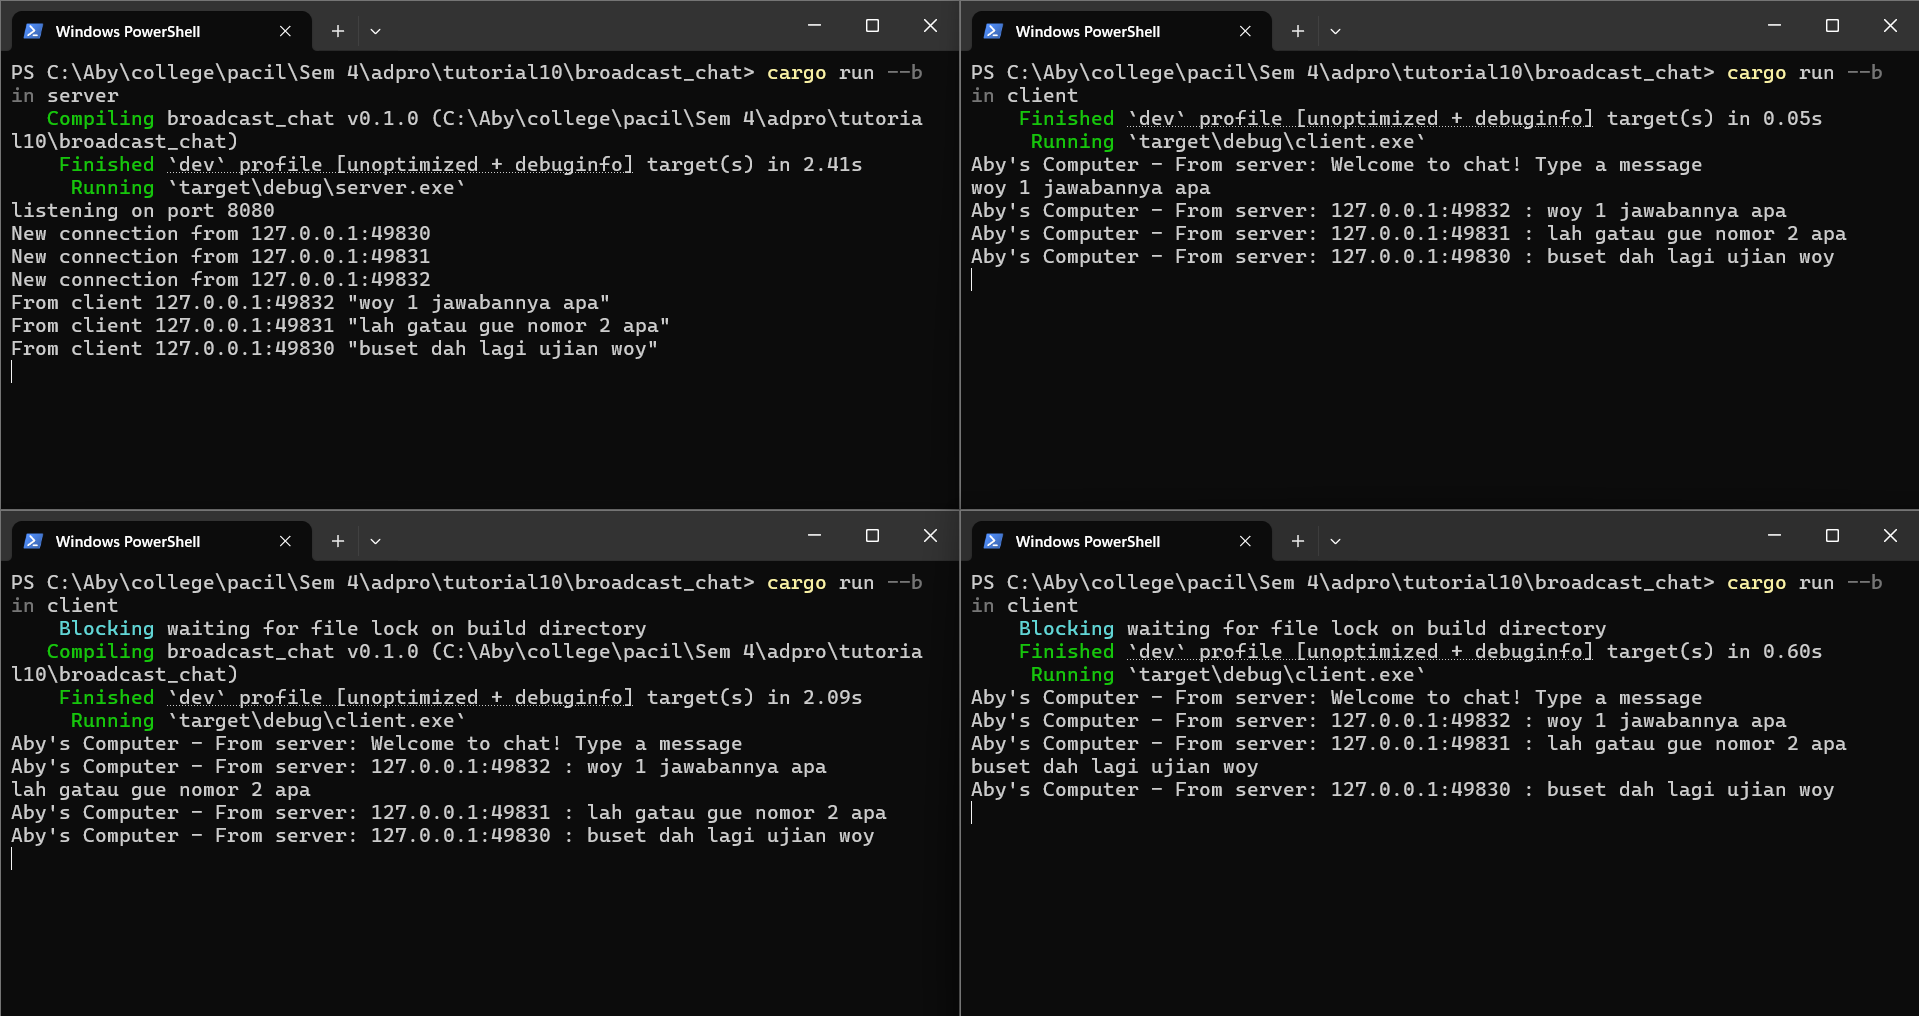 Windows PowerShell
PS C:\Aby\college\pacil\Sem 4\adpro\tutorial10\broadcast_chat> cargo run --b
in server
Compiling broadcast_chat v0.1.0 (C:\Aby\college\pacil\Sem 4\adpro\tutoria
l10\broadcast_chat)
Finished `dev` profile [unoptimized + debuginfo] target(s) in 2.41s
Running `target\debug\server.exe`
listening on port 8080
New connection from 127.0.0.1:49830
New connection from 127.0.0.1:49831
New connection from 127.0.0.1:49832
From client 127.0.0.1:49832 "woy 1 jawabannya apa"
From client 127.0.0.1:49831 "lah gatau gue nomor 2 apa"
From client 127.0.0.1:49830 "buset dah lagi ujian woy"
Windows PowerShell
PS C:\Aby\college\pacil\Sem 4\adpro\tutorial10\broadcast_chat> cargo run --b
in client
Finished `dev` profile [unoptimized + debuginfo] target(s) in 0.05s
Running `target\debug\client.exe`
Aby's Computer - From server: Welcome to chat! Type a message
woy 1 jawabannya apa
Aby's Computer - From server: 127.0.0.1:49832 : woy 1 jawabannya apa
Aby's Computer - From server: 127.0.0.1:49831 : lah gatau gue nomor 2 apa
Aby's Computer - From server: 127.0.0.1:49830 : buset dah lagi ujian woy
Windows PowerShell
PS C:\Aby\college\pacil\Sem 4\adpro\tutorial10\broadcast_chat> cargo run --b
in client
Blocking waiting for file lock on build directory
Compiling broadcast_chat v0.1.0 (C:\Aby\college\pacil\Sem 4\adpro\tutoria
l10\broadcast_chat)
Finished `dev` profile [unoptimized + debuginfo] target(s) in 2.09s
Running `target\debug\client.exe`
Aby's Computer - From server: Welcome to chat! Type a message
Aby's Computer - From server: 127.0.0.1:49832 : woy 1 jawabannya apa
lah gatau gue nomor 2 apa
Aby's Computer - From server: 127.0.0.1:49831 : lah gatau gue nomor 2 apa
Aby's Computer - From server: 127.0.0.1:49830 : buset dah lagi ujian woy
Windows PowerShell
PS C:\Aby\college\pacil\Sem 4\adpro\tutorial10\broadcast_chat> cargo run --b
in client
Blocking waiting for file lock on build directory
Finished `dev` profile [unoptimized + debuginfo] target(s) in 0.60s
Running `target\debug\client.exe`
Aby's Computer - From server: Welcome to chat! Type a message
Aby's Computer - From server: 127.0.0.1:49832 : woy 1 jawabannya apa
Aby's Computer - From server: 127.0.0.1:49831 : lah gatau gue nomor 2 apa
buset dah lagi ujian woy
Aby's Computer - From server: 127.0.0.1:49830 : buset dah lagi ujian woy